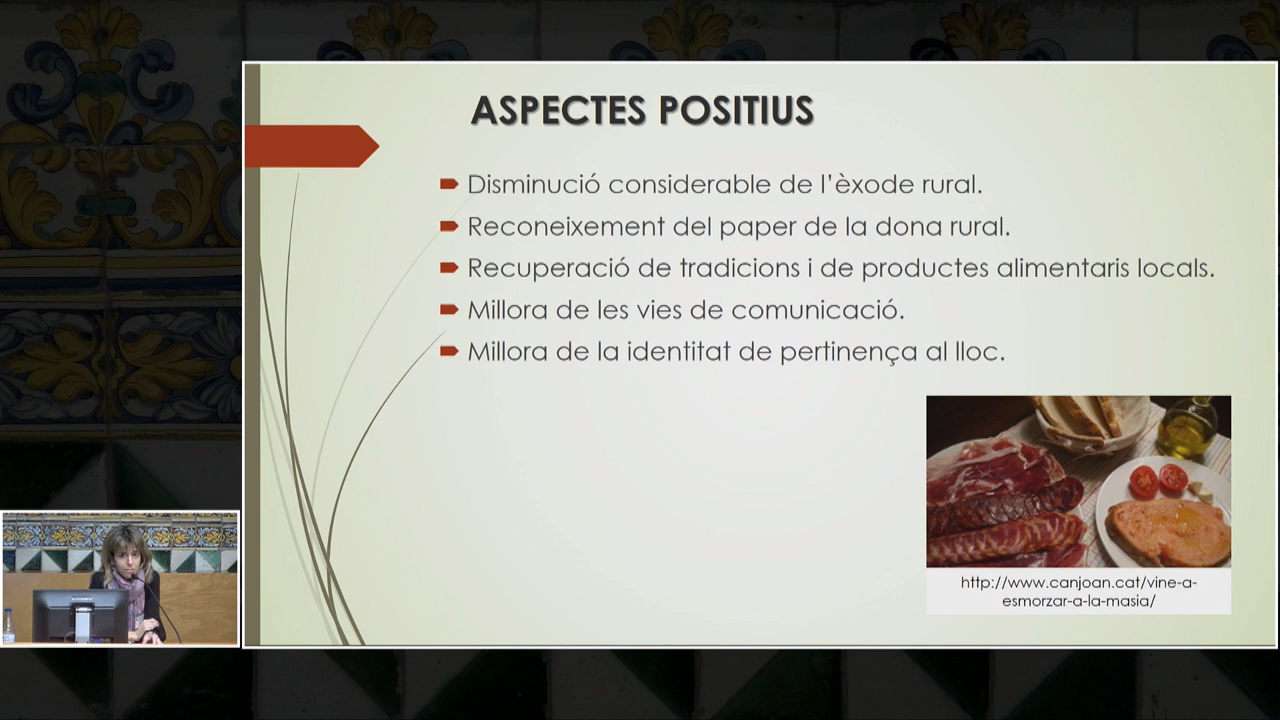 ASPECTES POSITIUS
Disminució considerable de l'èxode rural.
Reconeixement del paper de la dona rural.
Recuperació de tradicions i de productes alimentaris locals.
Millora de les vies de comunicació.
Millora de la identitat de pertinença al lloc.
http://www.canjoan.cat/vine-a-
esmorzar-a-la-masia/